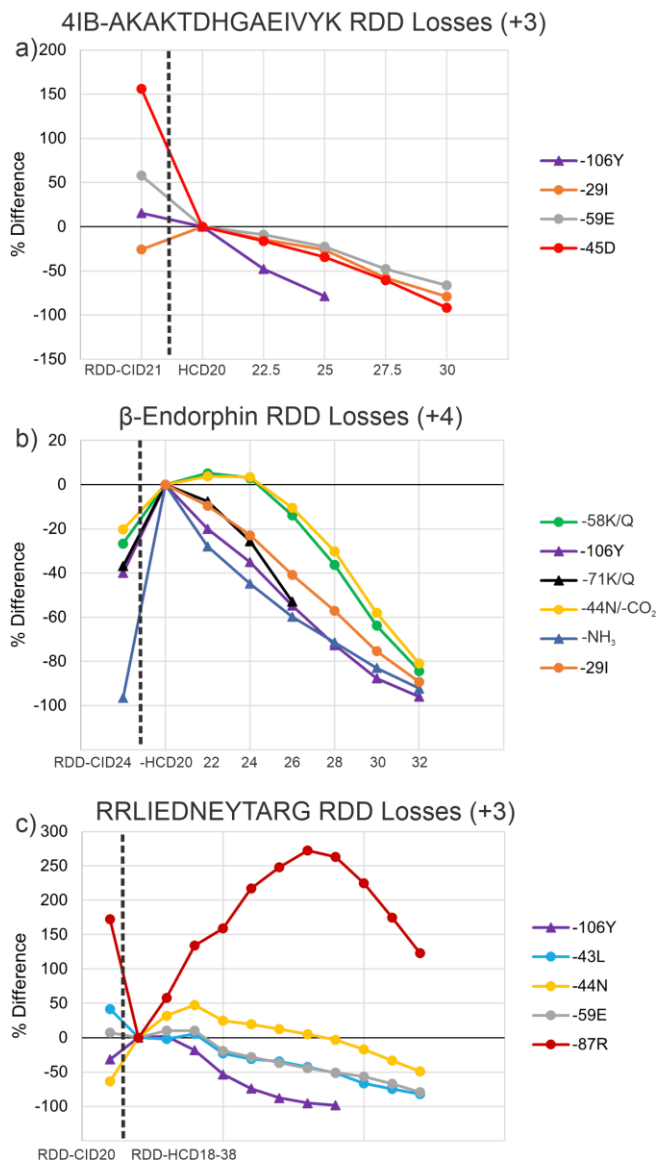 4IB-AKAKTDHGAEIVYK RDD Losses (+3)
a)
200
150
100
50
0
-50
-100
-150
% Difference
RDD-CID21 HCD20 22.5 25 27.5 30
-106Y
-29I
-59E
-45D
β-Endorphin RDD Losses (+4)
b)
20
0
-20
-40
-60
-80
-100
% Difference
RDD-CID24 -HCD20 22 24 26 28 30 32
-58K/Q
-106Y
-71K/Q
-44N/-CO₂
-NH₃
-29I
RRLIEDNEYTARG RDD Losses (+3)
c)
300
250
200
150
100
50
0
-50
-100
% Difference
RDD-CID20 RDD-HCD18-38
-106Y
-43L
-44N
-59E
-87R